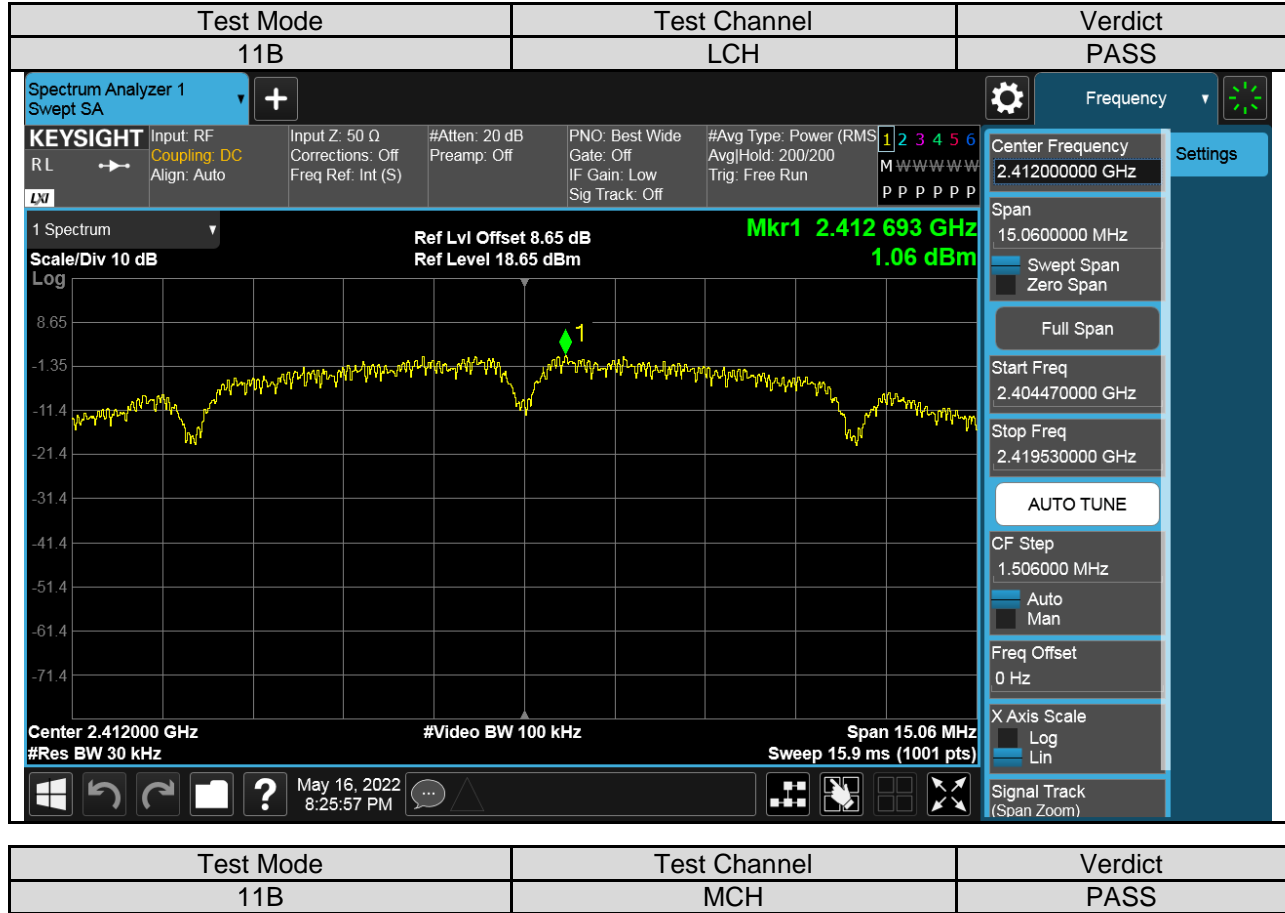 Test Mode Test Channel Verdict
11B LCH PASS
Spectrum Analyzer 1
Swept SA
+
Frequency
KEYSIGHT
RL
LXI
Input: RF
Coupling: DC
Align: Auto
Input Z: 50 Ω
Corrections: Off
Freq Ref: Int (S)
#Atten: 20 dB
Preamp: Off
PNO: Best Wide
Gate: Off
IF Gain: Low
Sig Track: Off
#Avg Type: Power (RMS
Avg|Hold: 200/200
Trig: Free Run
1 2 3 4 5 6
M W W W W W
P P P P P P
1 Spectrum
Scale/Div 10 dB
Log
Ref Lvl Offset 8.65 dB
Ref Level 18.65 dBm
Mkr1 2.412 693 GHz
1.06 dBm
1
8.65
-1.35
-11.4
-21.4
-31.4
-41.4
-51.4
-61.4
-71.4
Center 2.412000 GHz
#Res BW 30 kHz
#Video BW 100 kHz
Span 15.06 MHz
Sweep 15.9 ms (1001 pts)
?
May 16, 2022
8:25:57 PM
Center Frequency
2.412000000 GHz
Settings
Span
15.0600000 MHz
Swept Span
Zero Span
Full Span
Start Freq
2.404470000 GHz
Stop Freq
2.419530000 GHz
AUTO TUNE
CF Step
1.506000 MHz
Auto
Man
Freq Offset
0 Hz
X Axis Scale
Log
Lin
Signal Track
(Span Zoom)
Test Mode Test Channel Verdict
11B MCH PASS